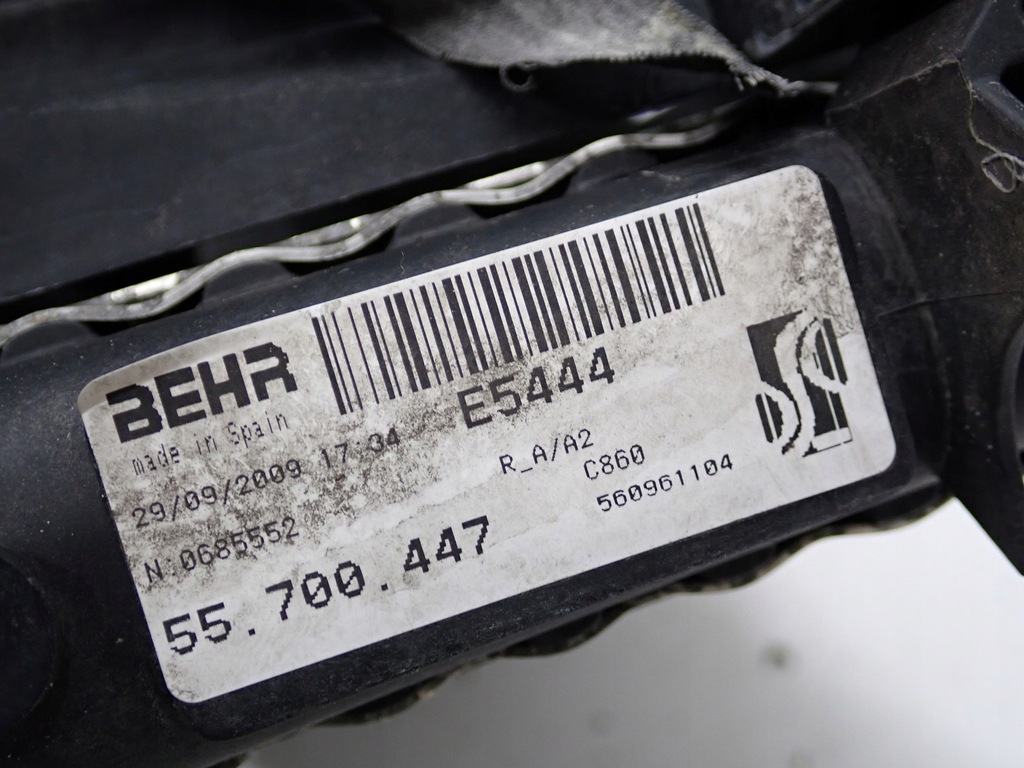 BEHR
made in Spain
E5444
29/09/2009 17:34
R_A/A2
C860
N:0685552
560961104
55.700.447